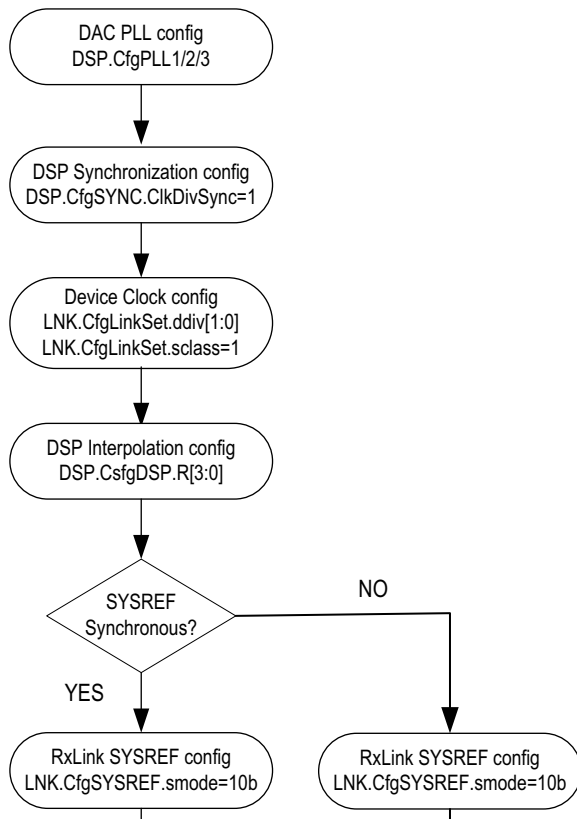 DAC PLL config
DSP.CfgPLL1/2/3
DSP Synchronization config
DSP.CfgSYNC.ClkDivSync=1
Device Clock config
LNK.CfgLinkSet.ddiv[1:0]
LNK.CfgLinkSet.sclass=1
DSP Interpolation config
DSP.CsfgDSP.R[3:0]
SYSREF
Synchronous?
NO
YES
RxLink SYSREF config
LNK.CfgSYSREF.smode=10b
RxLink SYSREF config
LNK.CfgSYSREF.smode=10b